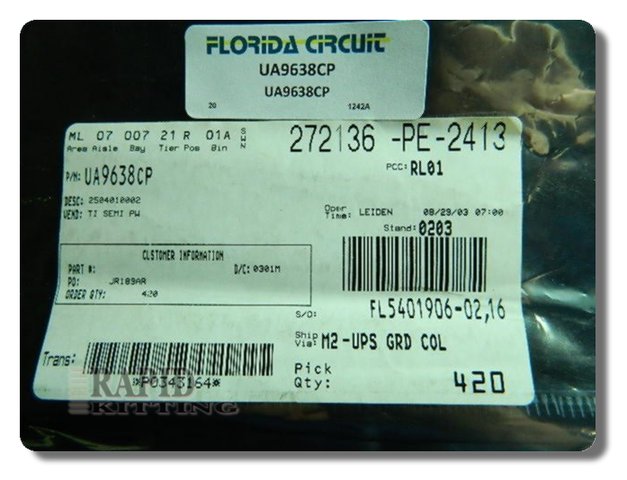 FLORIDA CIRCUIT
UA9638CP
UA9638CP
20 1242A
ML 07 007 21 R 01A
Area Aisle Bay Tier Pos Bin
272136 -PE-2413
PCC: RL01
P/N: UA9638CP
DESC: 2504010002
VEND: TI SEMI PW
Oper LEIDEN 08/29/03 07:00
Time:
Stand: 0203
CUSTOMER INFORMATION
PART #: D/C: 0301M
PO: JR189AR
ORDER QTY: 420
S/O: FL5401906-02,16
Ship M2-UPS GRD COL
Via:
Trans:
*P0343164*
Pick
Qty: 420
RAPID
KITTING